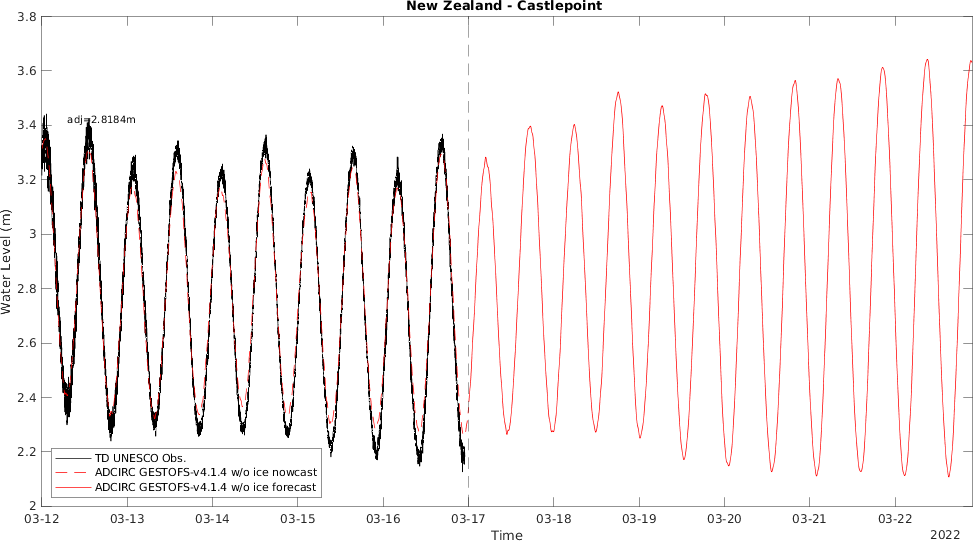 New Zealand - Castlepoint
3.8
3.6
3.4
3.2
3
2.8
2.6
2.4
2.2
2
Water Level (m)
adj=2.8184m
TD UNESCO Obs.
ADCIRC GESTOFS-v4.1.4 w/o ice nowcast
ADCIRC GESTOFS-v4.1.4 w/o ice forecast
03-12 03-13 03-14 03-15 03-16 03-17 03-18 03-19 03-20 03-21 03-22
Time
2022